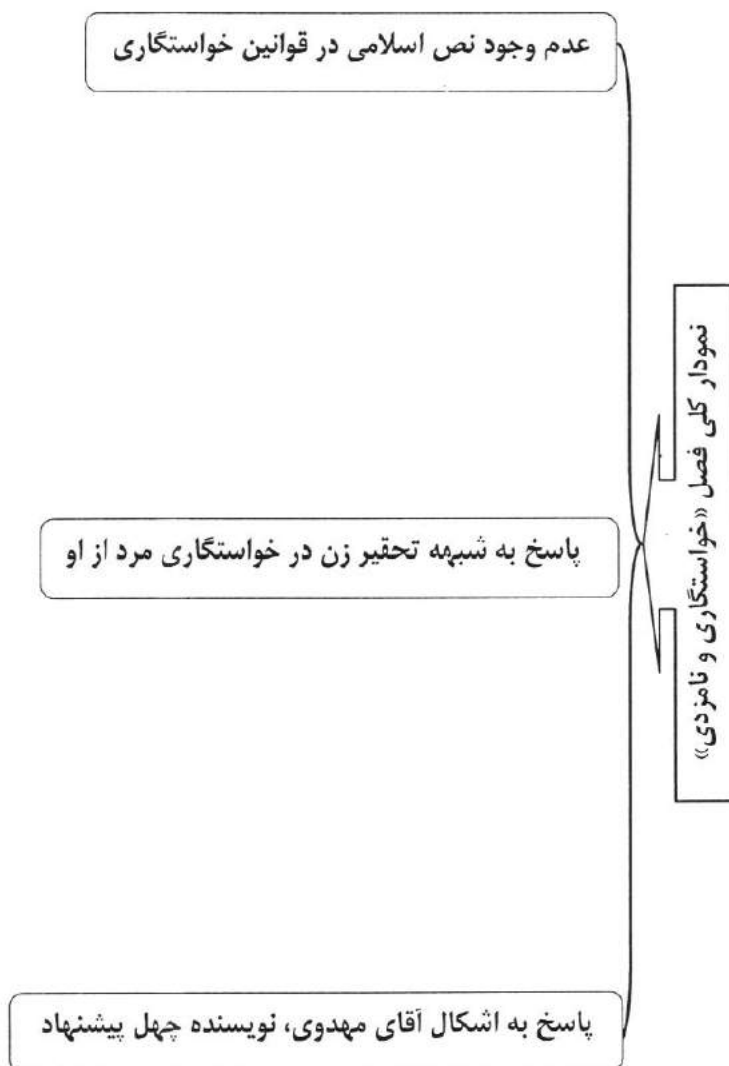 نمودار کلی فصل «خواستگاری و نامزدی»
عدم وجود نص اسلامی در قوانین خواستگاری
پاسخ به شبهه تحقیر زن در خواستگاری مرد از او
پاسخ به اشکال آقای مهدوی، نویسنده چهل پیشنهاد